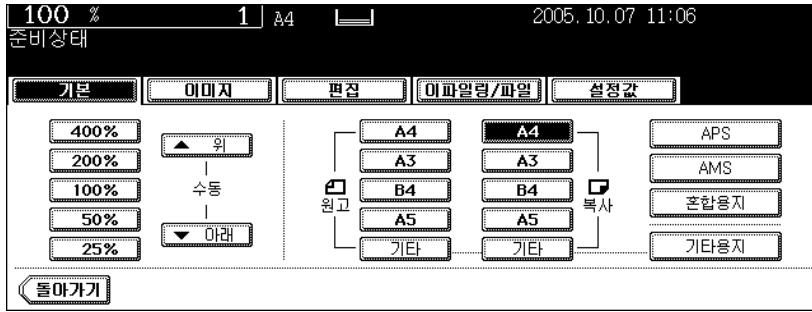 100 % 1 A4 2005.10.07 11:06
준비상태
기본 이미지 편집 이파일링/파일 설정값
400% ▲ 위 A4 A4 APS
200% A3 A3 AMS
100% 수동 원고 B4 B4 복사 혼합용지
50% ▼ 아래 A5 A5
25% 기타 기타 기타용지
돌아가기